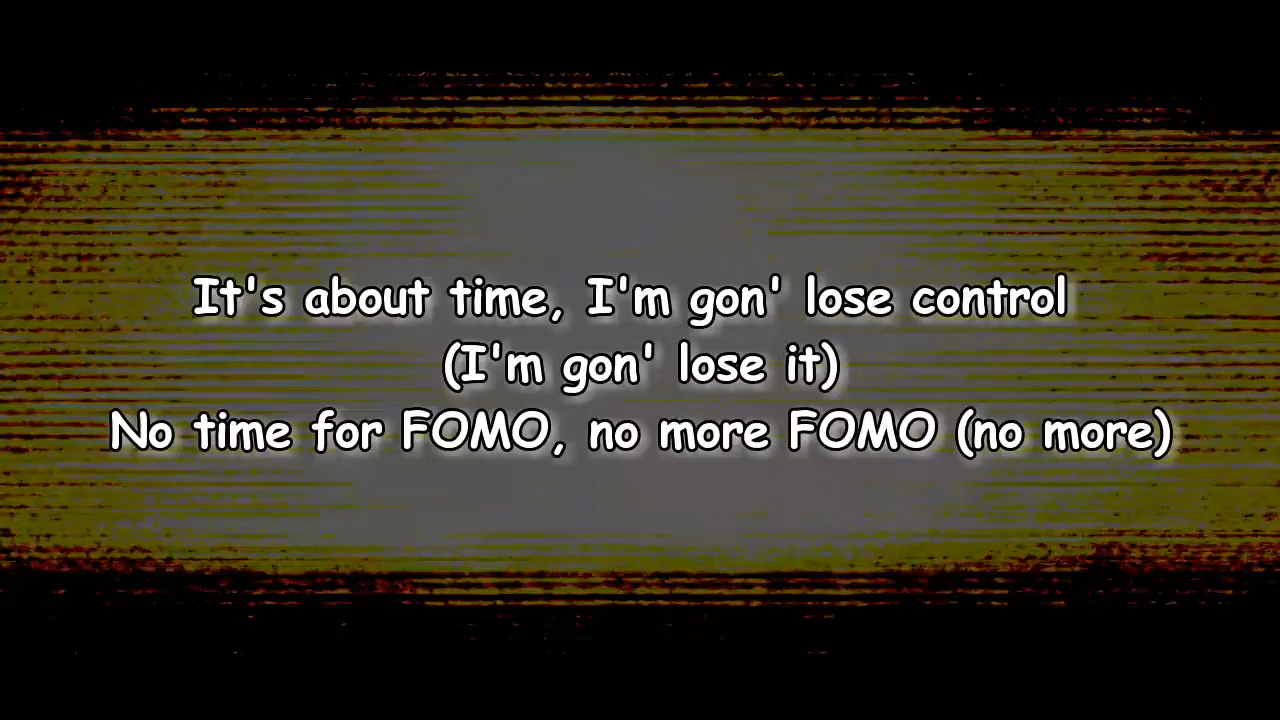 It's about time, I'm gon' lose control
(I'm gon' lose it)
No time for FOMO, no more FOMO (no more)